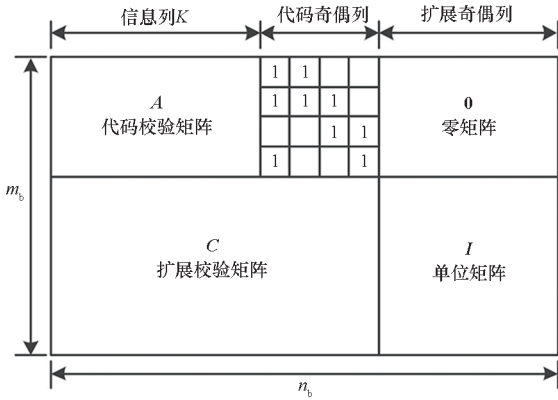 信息列K 代码奇偶列 扩展奇偶列
1 1
1 1 1
1 1
1 1
A
代码校验矩阵
0
零矩阵
m_b
C
扩展校验矩阵
I
单位矩阵
n_b